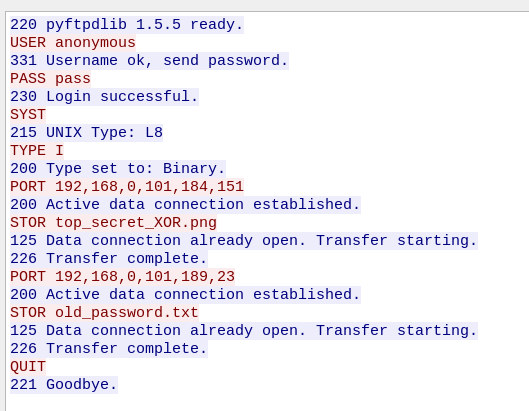 220 pyftpdlib 1.5.5 ready.
USER anonymous
331 Username ok, send password.
PASS pass
230 Login successful.
SYST
215 UNIX Type: L8
TYPE I
200 Type set to: Binary.
PORT 192,168,0,101,184,151
200 Active data connection established.
STOR top_secret_XOR.png
125 Data connection already open. Transfer starting.
226 Transfer complete.
PORT 192,168,0,101,189,23
200 Active data connection established.
STOR old_password.txt
125 Data connection already open. Transfer starting.
226 Transfer complete.
QUIT
221 Goodbye.